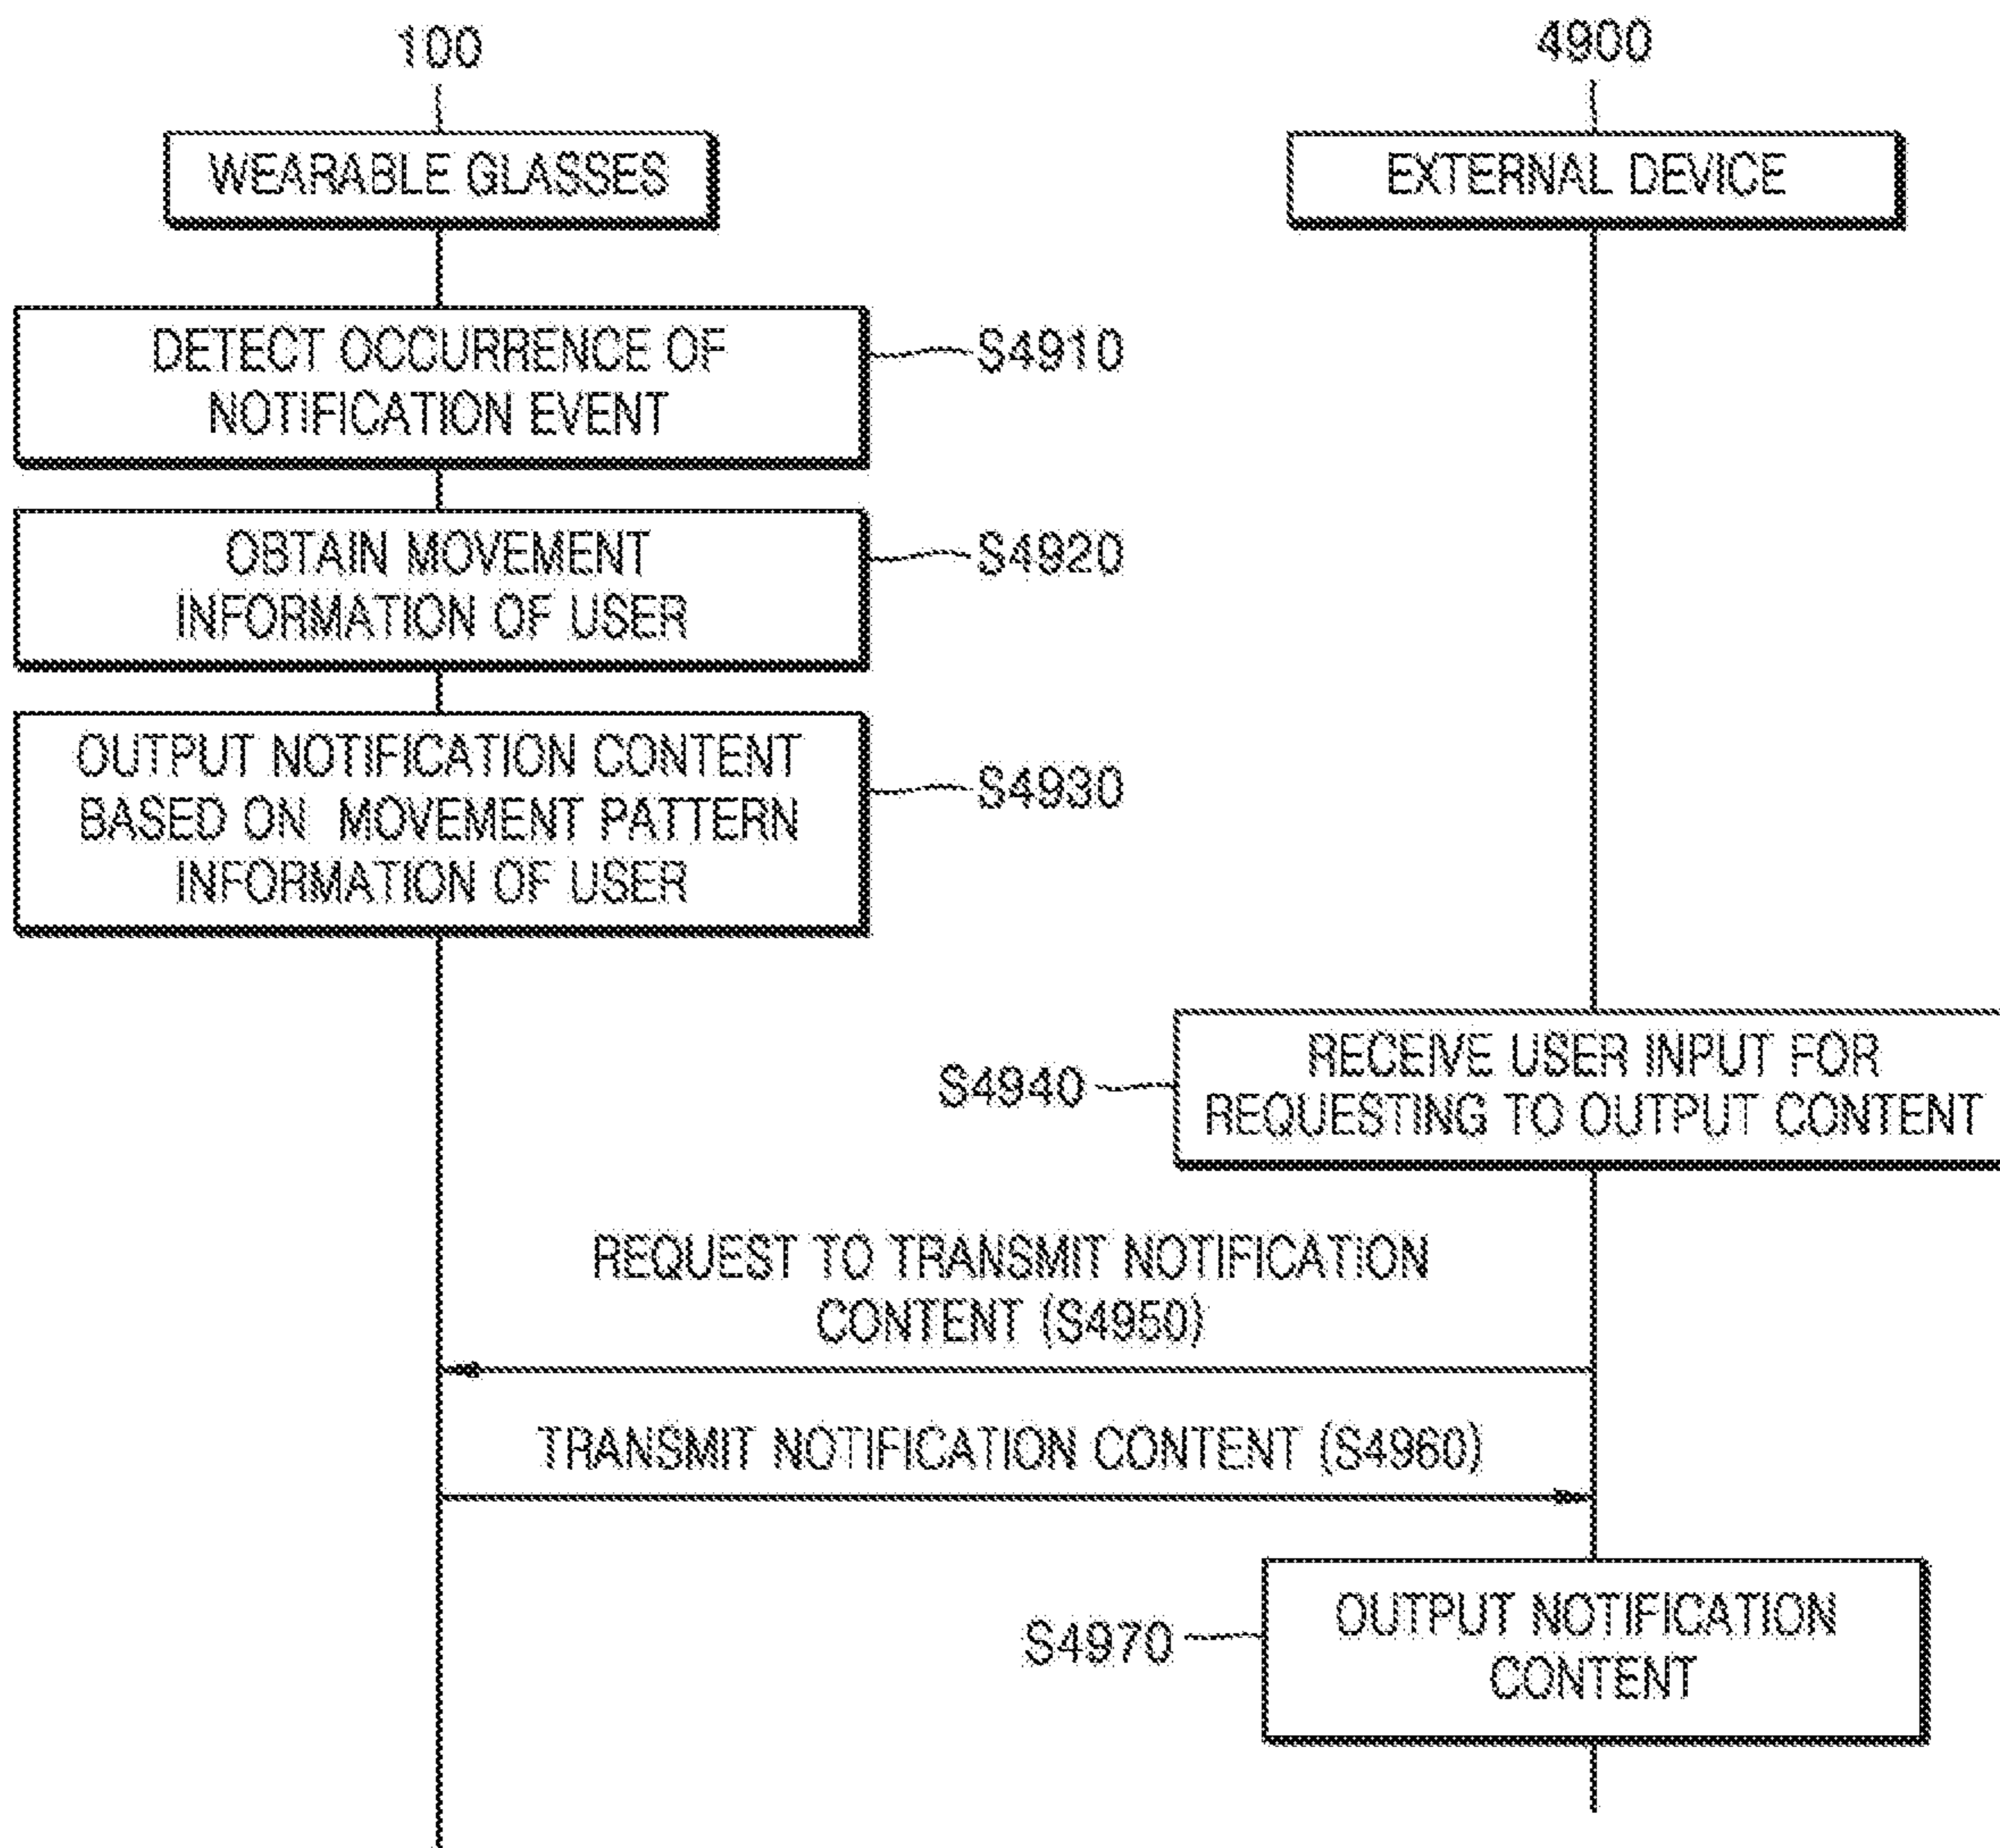 100
4900
WEARABLE GLASSES
EXTERNAL DEVICE
DETECT OCCURRENCE OF
NOTIFICATION EVENT
S4910
OBTAIN MOVEMENT
INFORMATION OF USER
S4920
OUTPUT NOTIFICATION CONTENT
BASED ON MOVEMENT PATTERN
INFORMATION OF USER
S4930
RECEIVE USER INPUT FOR
REQUESTING TO OUTPUT CONTENT
S4940
REQUEST TO TRANSMIT NOTIFICATION
CONTENT (S4950)
TRANSMIT NOTIFICATION CONTENT (S4960)
OUTPUT NOTIFICATION
CONTENT
S4970